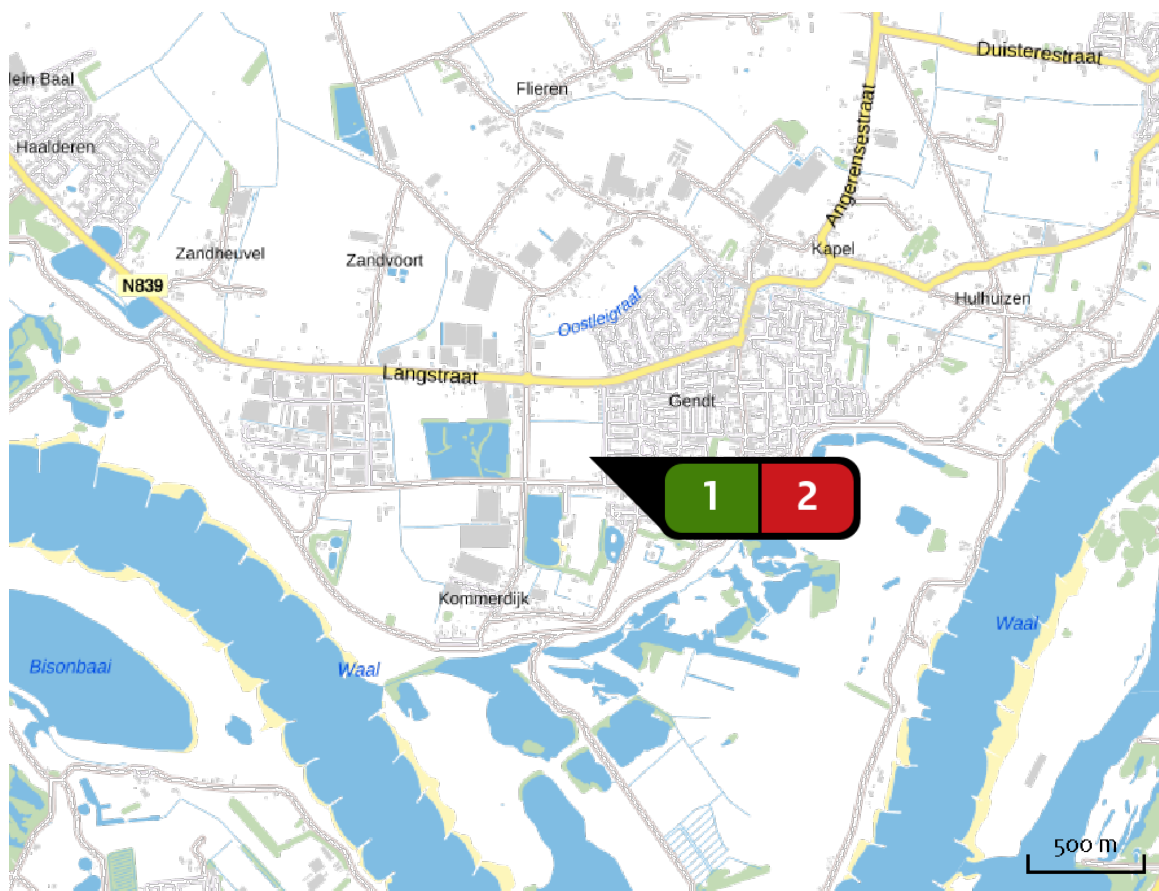 Duisterestraat
lein Baal
Flieren
Angerensestraat
Haalderen
Kapel
Zandheuvel
Zandvoort
N839
Hulhuizen
Oostleigraaf
Langstraat
Gendt
1 2
Kommerdijk
Waal
Bisonbaai
Waal
500 m